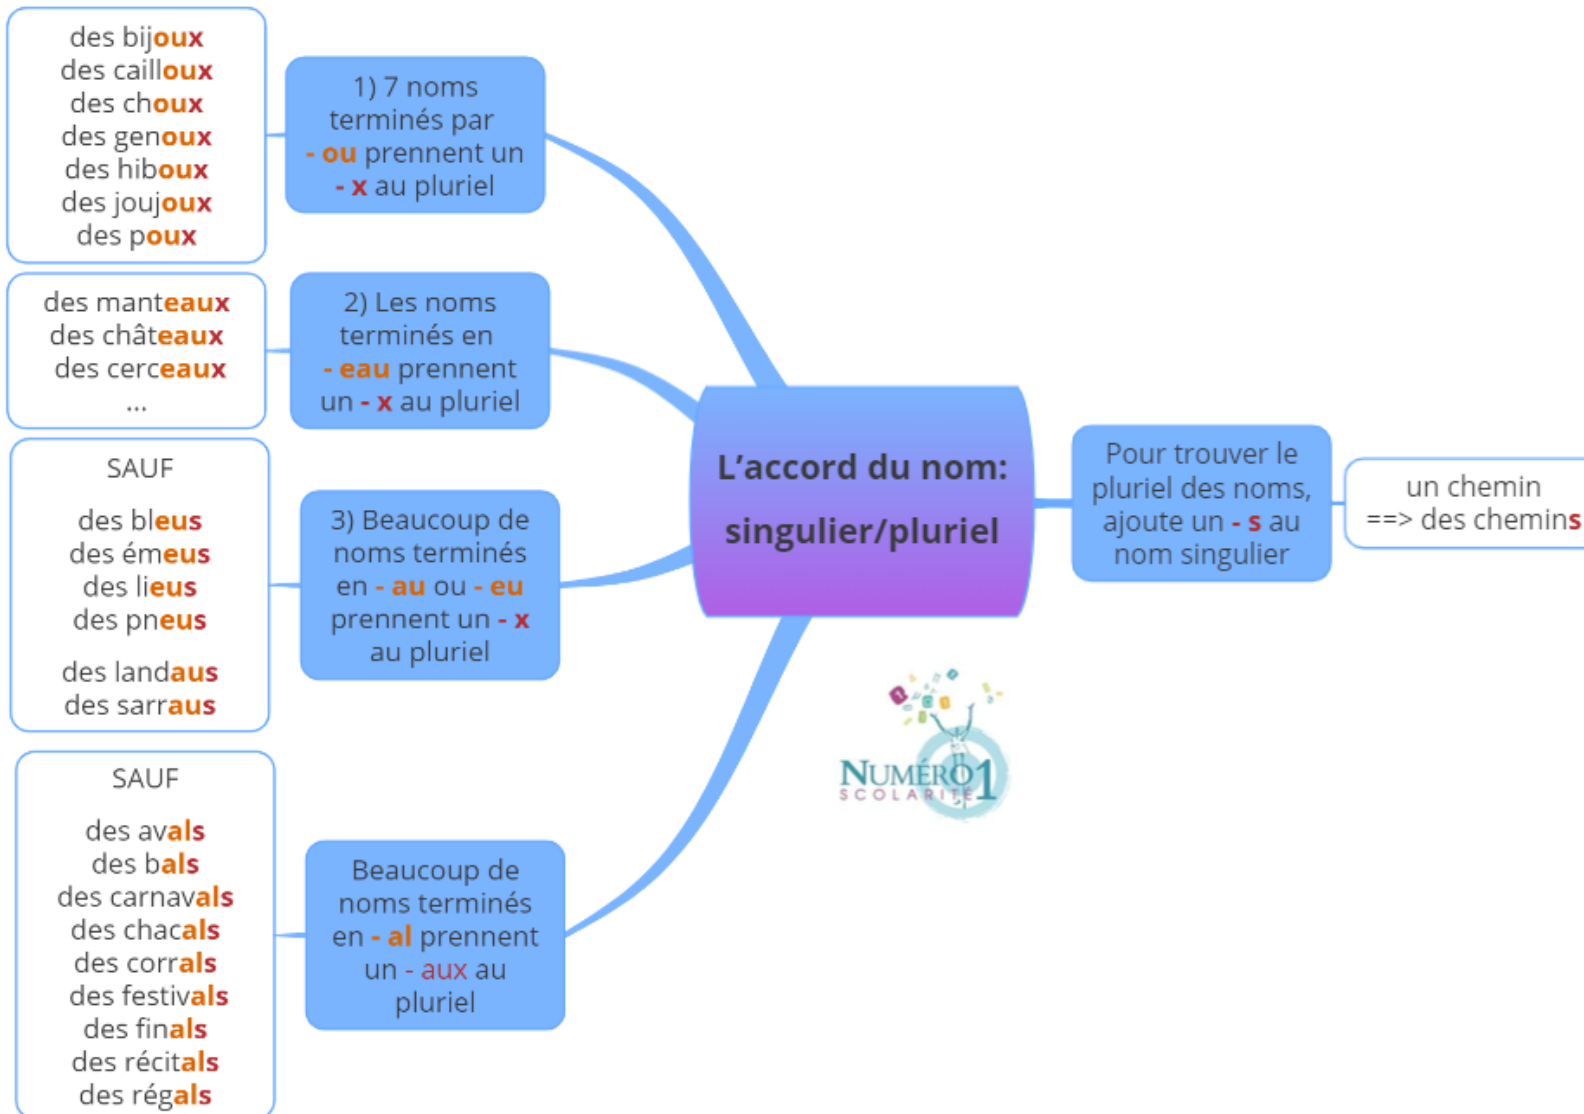 des bijoux
des cailloux
des choux
des genoux
des hiboux
des joujoux
des poux
1) 7 noms
terminés par
- ou prennent un
- x au pluriel
des manteaux
des châteaux
des cerceaux
...
2) Les noms
terminés en
- eau prennent
un - x au pluriel
SAUF
des bleus
des émeus
des lieus
des pneus
des landaus
des sarraus
3) Beaucoup de
noms terminés
en - au ou - eu
prennent un - x
au pluriel
SAUF
des avals
des bals
des carnavals
des chacals
des corrals
des festivals
des finals
des récitals
des régals
Beaucoup de
noms terminés
en - al prennent
un - aux au
pluriel
L’accord du nom:
singulier/pluriel
Pour trouver le
pluriel des noms,
ajoute un - s au
nom singulier
un chemin
==> des chemins
NUMÉRO1
SCOLARITÉ